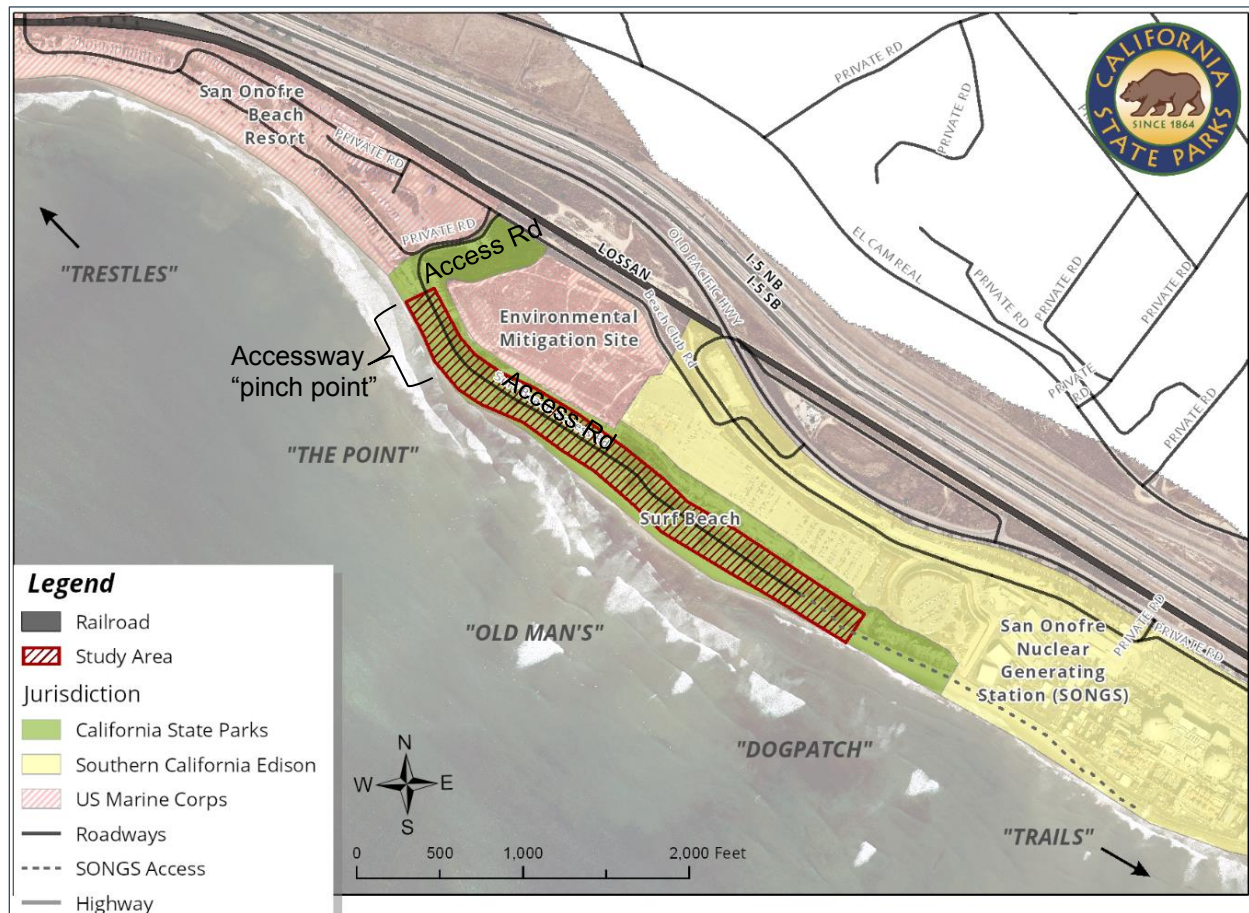 CALIFORNIA
STATE PARKS
SINCE 1864
PRIVATE RD
PRIVATE RD
San Onofre
Beach
Resort
PRIVATE RD
PRIVATE RD
Access Rd
LOSSAN
OLD PACIFIC HWY
I-5 NB
I-5 SB
EL CAM REAL
PRIVATE RD
PRIVATE RD
PRIVATE RD
PRIVATE
RD
PRIVATE RD
"TRESTLES"
Environmental
Mitigation Site
Beach Club Rd
Accessway
"pinch point"
Access Rd
"THE POINT"
Surf Beach
"OLD MAN'S"
San Onofre
Nuclear
Generating
Station (SONGS)
PRIVATE RD
PRIVATE RD
"DOGPATCH"
"TRAILS"
N
W E
S
0 500 1,000 2,000 Feet
Legend
Railroad
Study Area
Jurisdiction
California State Parks
Southern California Edison
US Marine Corps
Roadways
SONGS Access
Highway